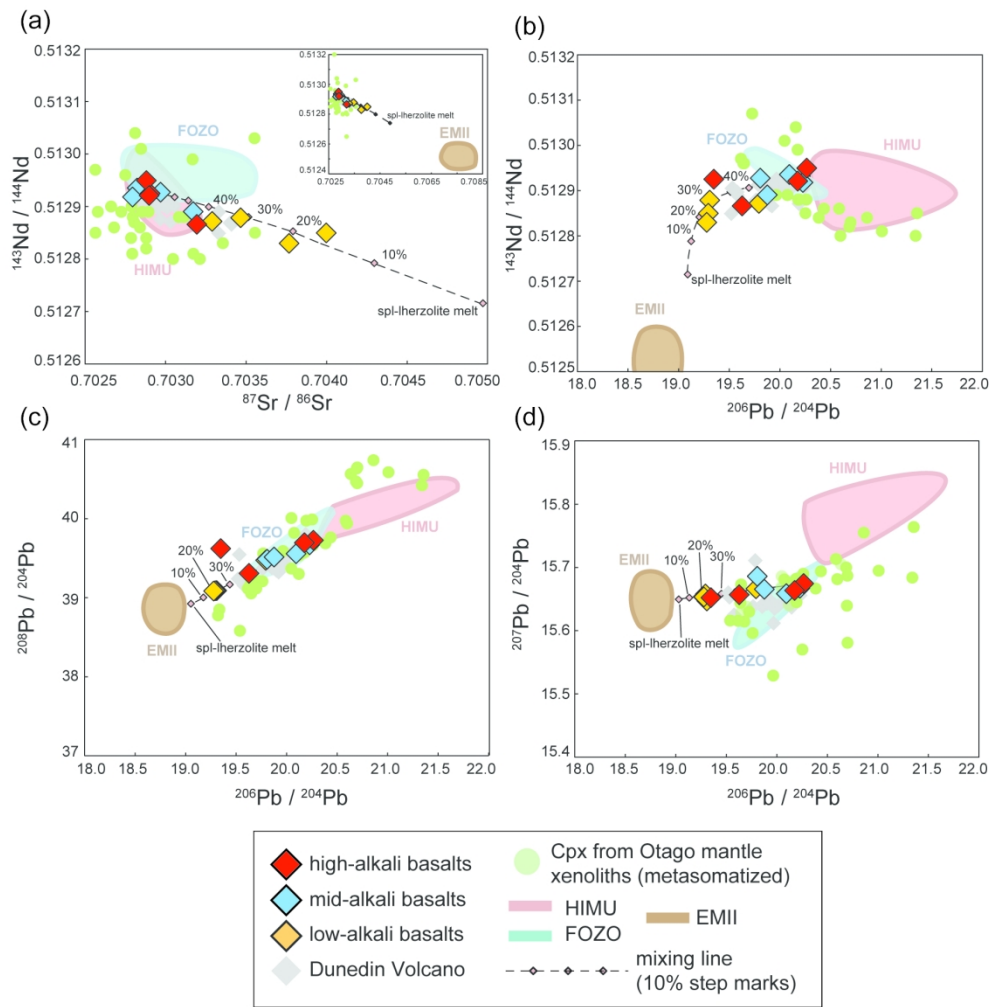 (a)
0.5132
0.5131
0.5130
0.5129
0.5128
0.5127
0.5126
143Nd / 144Nd
FOZO
HIMU
40%
30%
20%
10%
spl-lherzolite melt
0.7025
0.7030
0.7035
0.7040
0.7045
0.7050
87Sr / 86Sr
0.5132
0.5130
0.5128
0.5126
0.5124
spl-lherzolite melt
EMII
0.7025
0.7045
0.7065
0.7085
(b)
0.5132
0.5131
0.5130
0.5129
0.5128
0.5127
0.5126
0.5125
143Nd / 144Nd
FOZO
HIMU
40%
30%
20%
10%
spl-lherzolite melt
EMII
18.0
18.5
19.0
19.5
20.0
20.5
21.0
21.5
22.0
206Pb / 204Pb
(c)
41
40
39
38
37
208Pb / 204Pb
FOZO
HIMU
20%
10%
30%
EMII
spl-lherzolite melt
18.0
18.5
19.0
19.5
20.0
20.5
21.0
21.5
22.0
206Pb / 204Pb
(d)
15.9
15.8
15.7
15.6
15.5
15.4
207Pb / 204Pb
HIMU
EMII
20%
10%
30%
spl-lherzolite melt
FOZO
18.0
18.5
19.0
19.5
20.0
20.5
21.0
21.5
22.0
206Pb / 204Pb
high-alkali basalts
mid-alkali basalts
low-alkali basalts
Dunedin Volcano
Cpx from Otago mantle
xenoliths (metasomatized)
HIMU
FOZO
EMII
mixing line
(10% step marks)